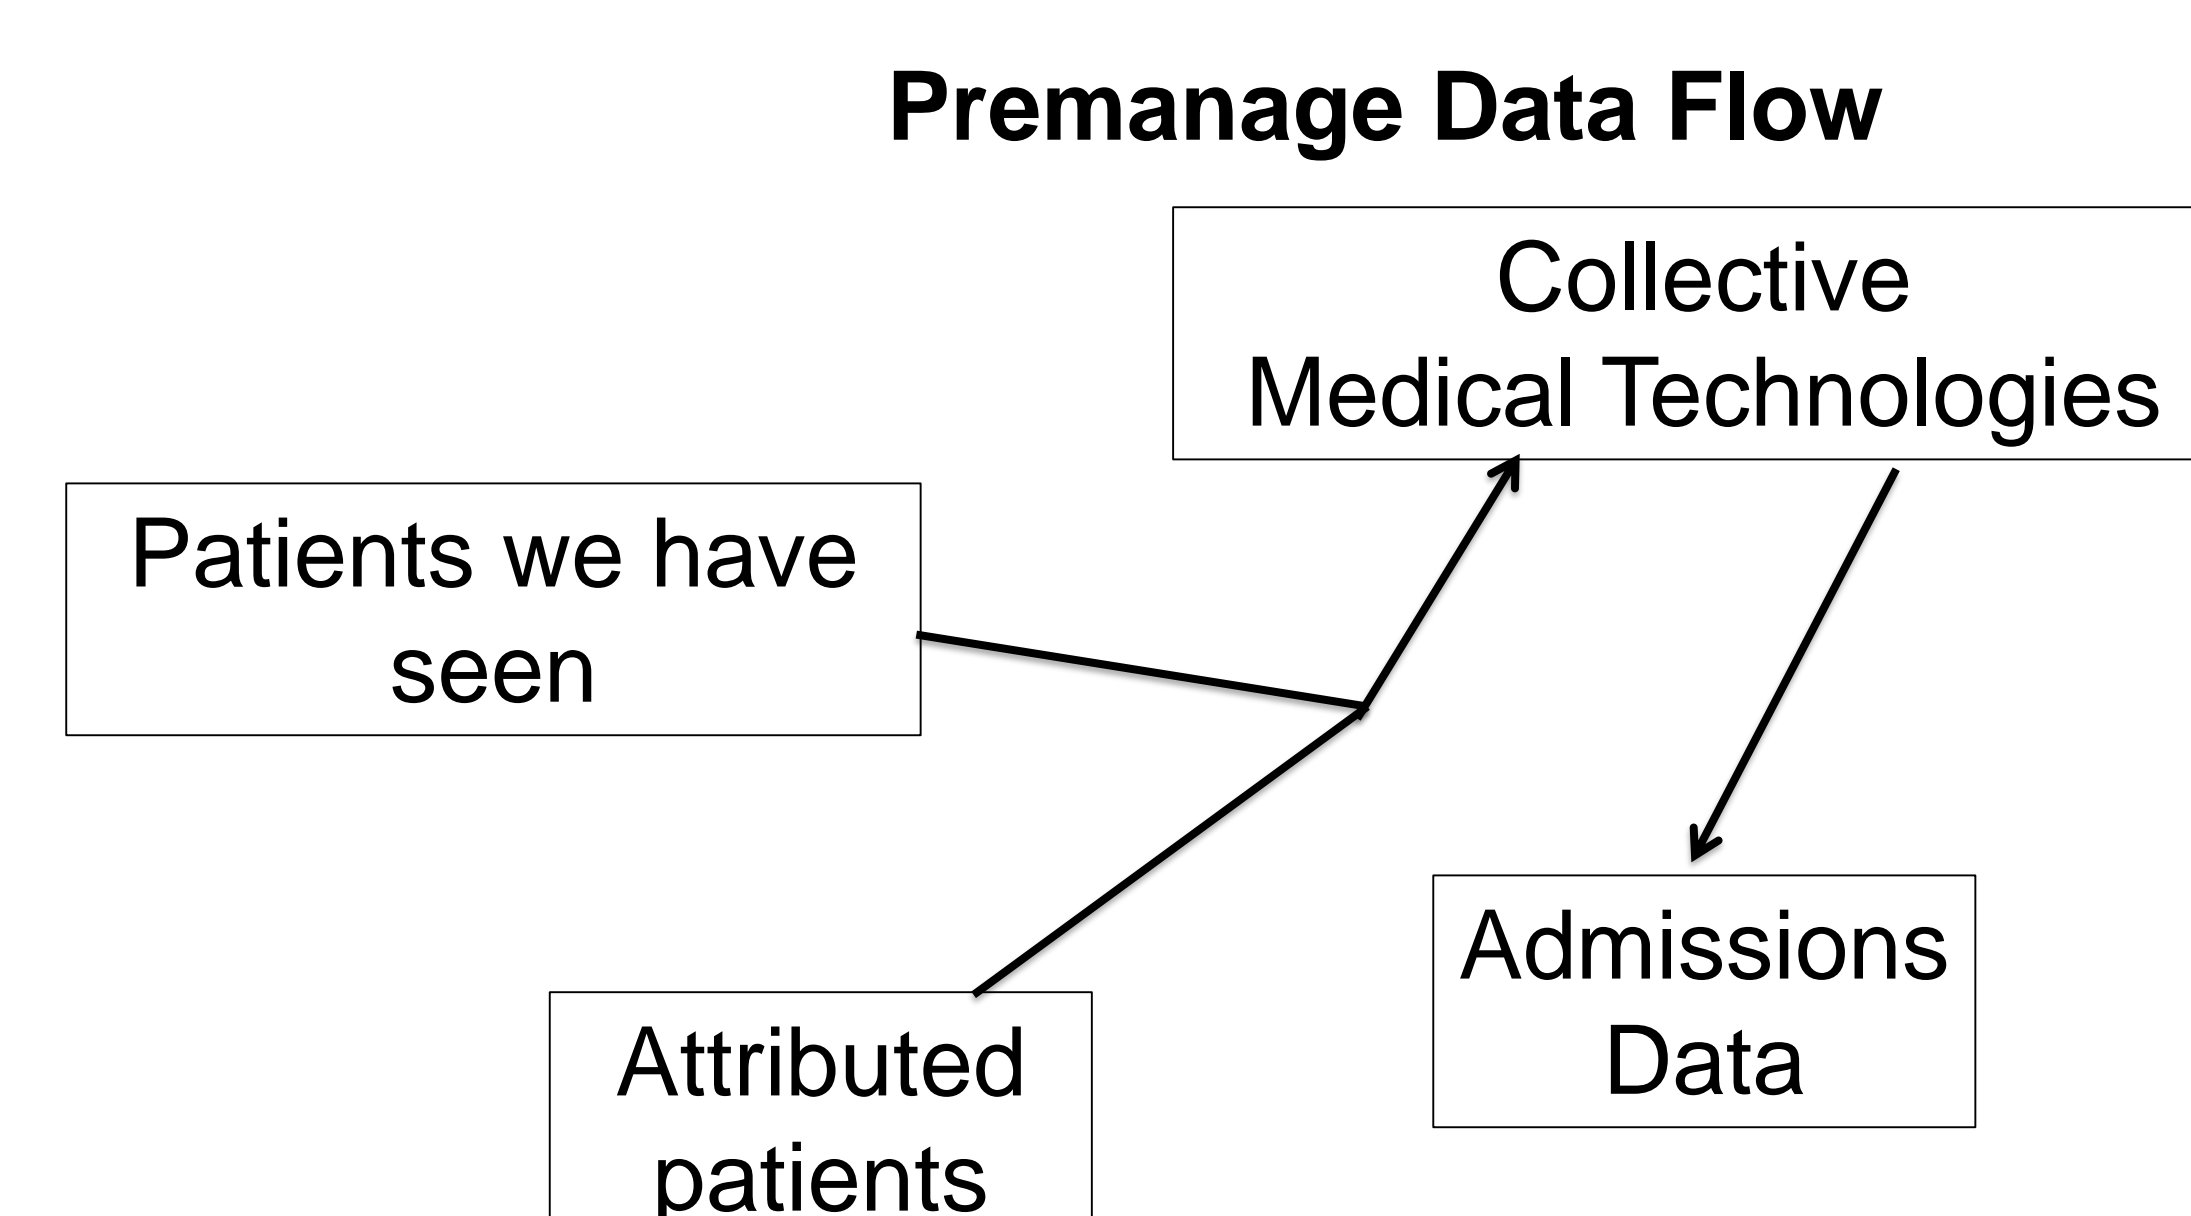 Premanage Data Flow
Collective
Medical Technologies
Patients we have
seen
Attributed
patients
Admissions
Data